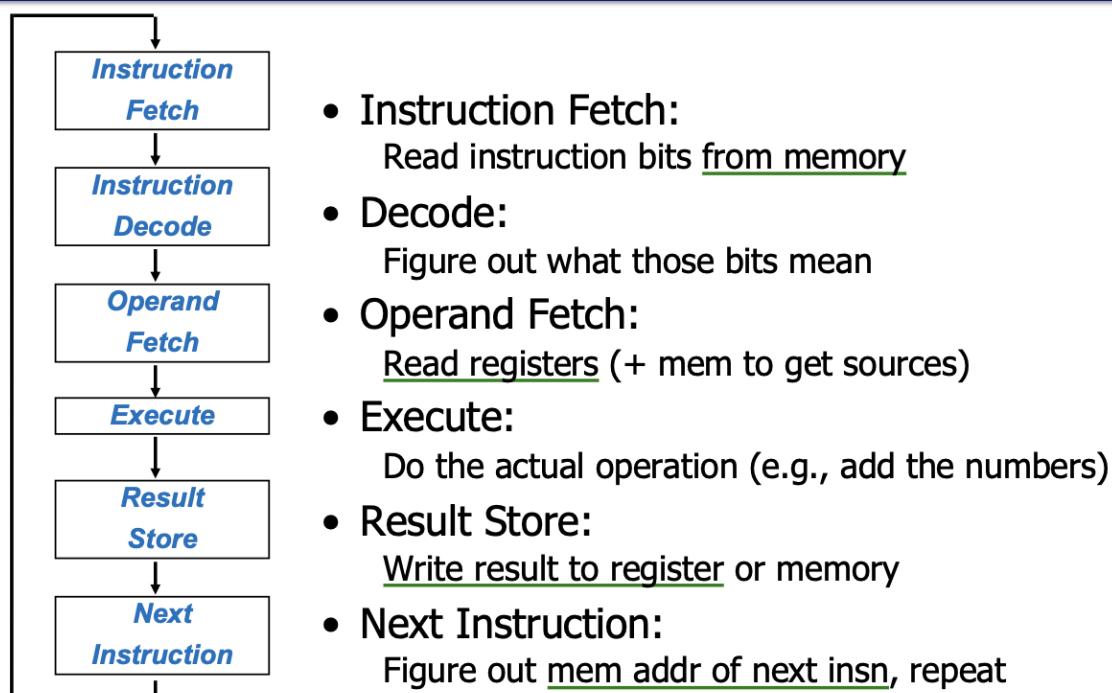 Instruction
Fetch
Instruction
Decode
Operand
Fetch
Execute
Result
Store
Next
Instruction
• Instruction Fetch:
Read instruction bits from memory
• Decode:
Figure out what those bits mean
• Operand Fetch:
Read registers (+ mem to get sources)
• Execute:
Do the actual operation (e.g., add the numbers)
• Result Store:
Write result to register or memory
• Next Instruction:
Figure out mem addr of next insn, repeat